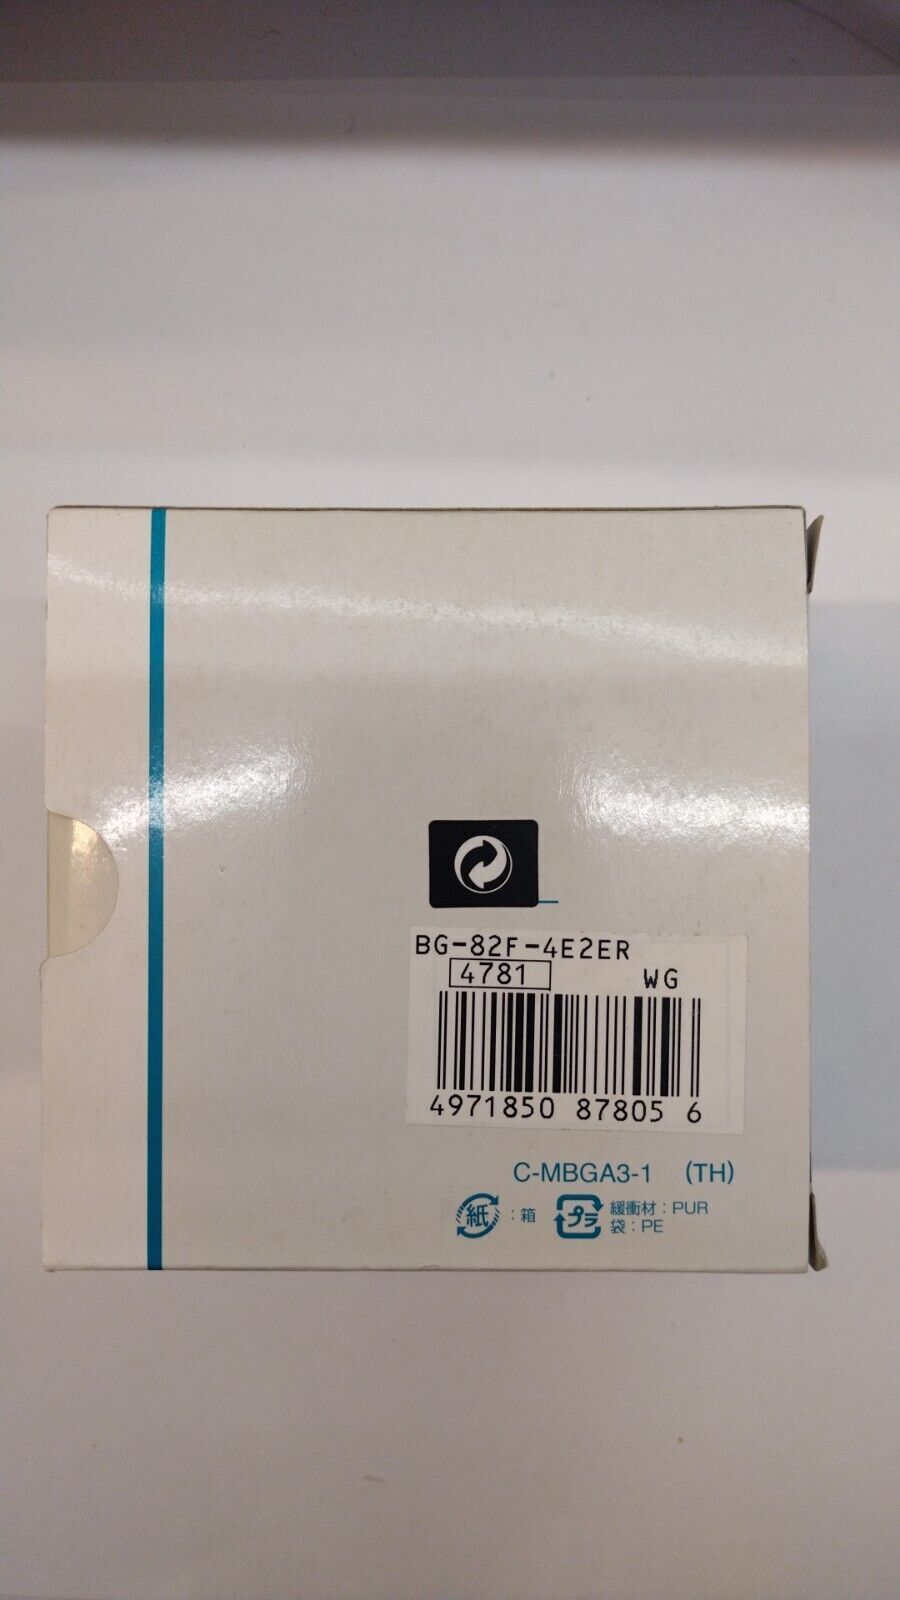 BG-82F-4E2ER
4781 WG
4971850 87805 6
C-MBGA3-1 (TH)
紙 : 箱 プラ 緩衝材 : PUR
袋 : PE